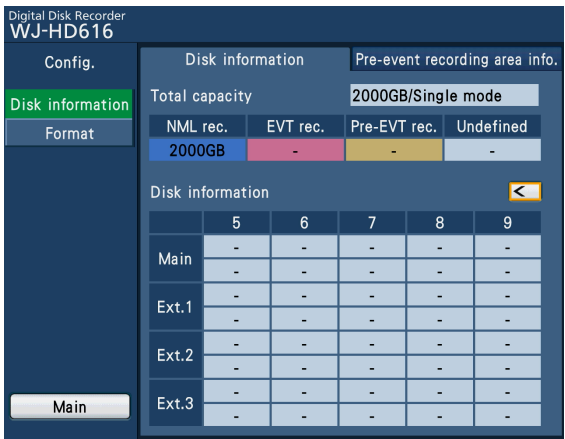 Digital Disk Recorder
WJ-HD616
Config.
Disk information
Format
Main
Disk information
Pre-event recording area info.
Total capacity 2000GB/Single mode
NML rec. EVT rec. Pre-EVT rec. Undefined
2000GB - - -
Disk information <
5 6 7 8 9
Main - - - - -
- - - - -
Ext.1 - - - - -
- - - - -
Ext.2 - - - - -
- - - - -
Ext.3 - - - - -
- - - - -